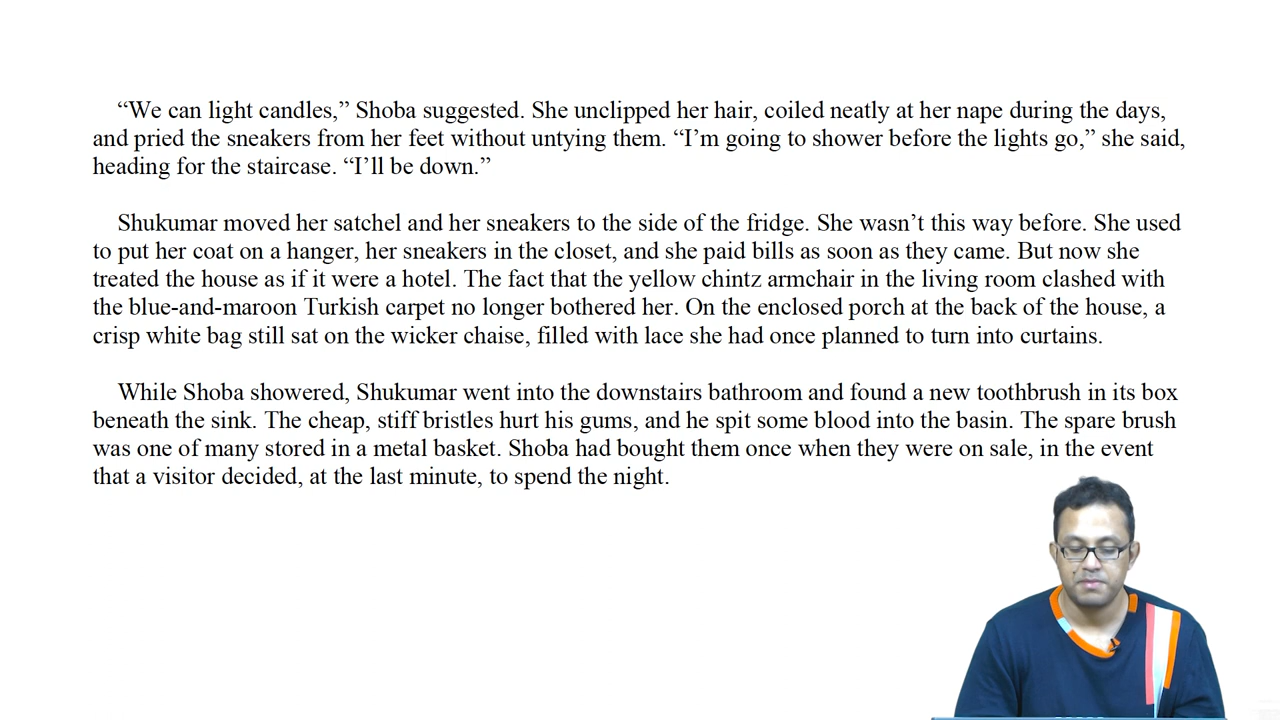 “We can light candles,” Shoba suggested. She unclipped her hair, coiled neatly at her nape during the days,
and pried the sneakers from her feet without untying them. “I’m going to shower before the lights go,” she said,
heading for the staircase. “I’ll be down.”
Shukumar moved her satchel and her sneakers to the side of the fridge. She wasn’t this way before. She used
to put her coat on a hanger, her sneakers in the closet, and she paid bills as soon as they came. But now she
treated the house as if it were a hotel. The fact that the yellow chintz armchair in the living room clashed with
the blue-and-maroon Turkish carpet no longer bothered her. On the enclosed porch at the back of the house, a
crisp white bag still sat on the wicker chaise, filled with lace she had once planned to turn into curtains.
While Shoba showered, Shukumar went into the downstairs bathroom and found a new toothbrush in its box
beneath the sink. The cheap, stiff bristles hurt his gums, and he spit some blood into the basin. The spare brush
was one of many stored in a metal basket. Shoba had bought them once when they were on sale, in the event
that a visitor decided, at the last minute, to spend the night.